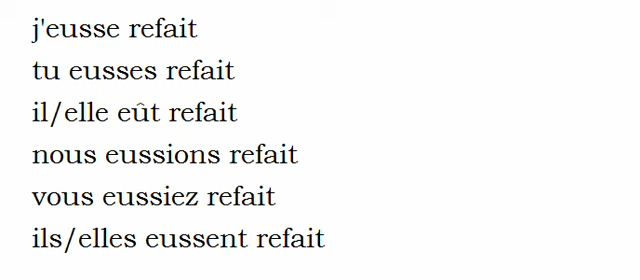 j'eusse refait
tu eusses refait
il/elle eût refait
nous eussions refait
vous eussiez refait
ils/elles eussent refait